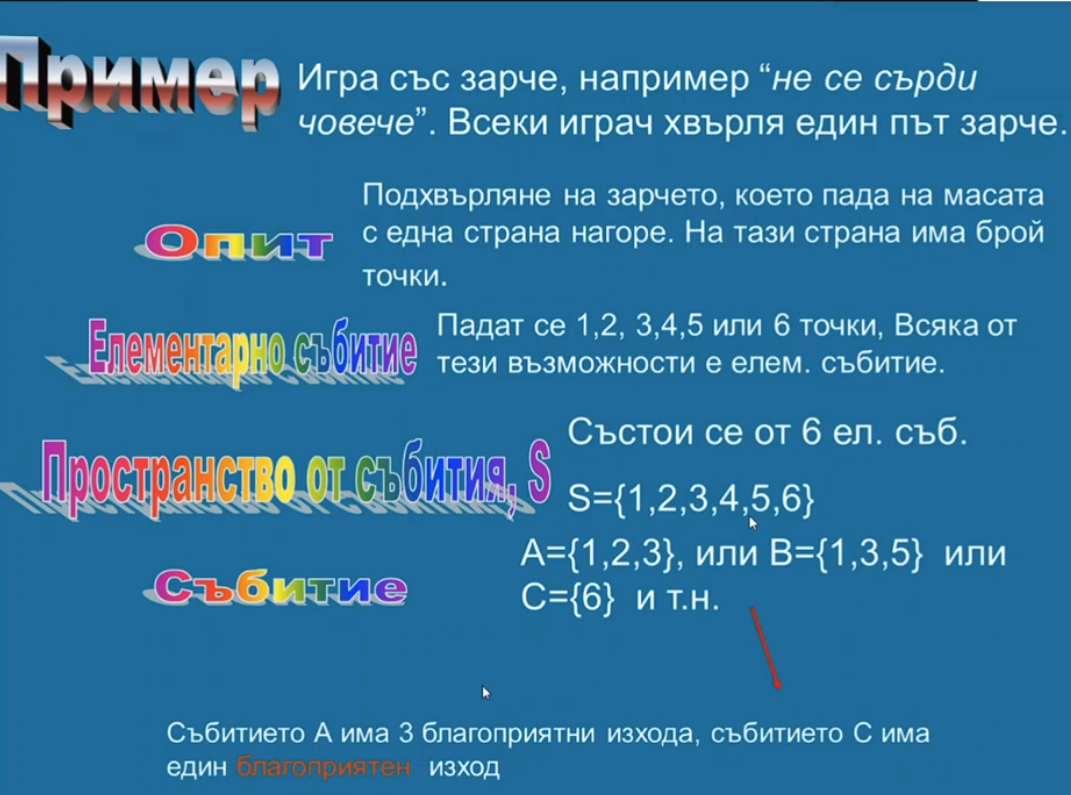 Пример
Игра със зарче, например “не се сърди
човече”. Всеки играч хвърля един път зарче.
Опит
Подхвърляне на зарчето, което пада на масата
с една страна нагоре. На тази страна има брой
точки.
Елементарно събитие
Падат се 1,2, 3,4,5 или 6 точки, Всяка от
тези възможности е елем. събитие.
Пространство от събития, S
Състои се от 6 ел. съб.
S={1,2,3,4,5,6}
Събитие
A={1,2,3}, или B={1,3,5} или
C={6} и т.н.
Събитието А има 3 благоприятни изхода, събитието С има
един благоприятен изход